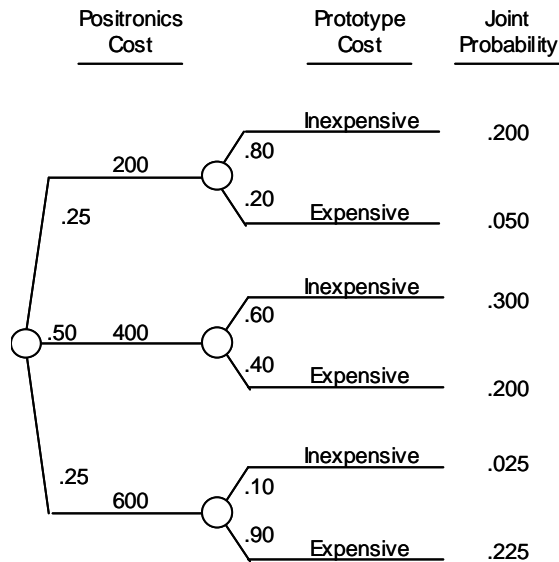 Positronics Cost
Prototype Cost
Joint Probability
Inexpensive
.200
.80
200
.20
Expensive
.050
.25
Inexpensive
.300
.60
.50
400
.40
Expensive
.200
Inexpensive
.025
.25
.10
600
.90
Expensive
.225